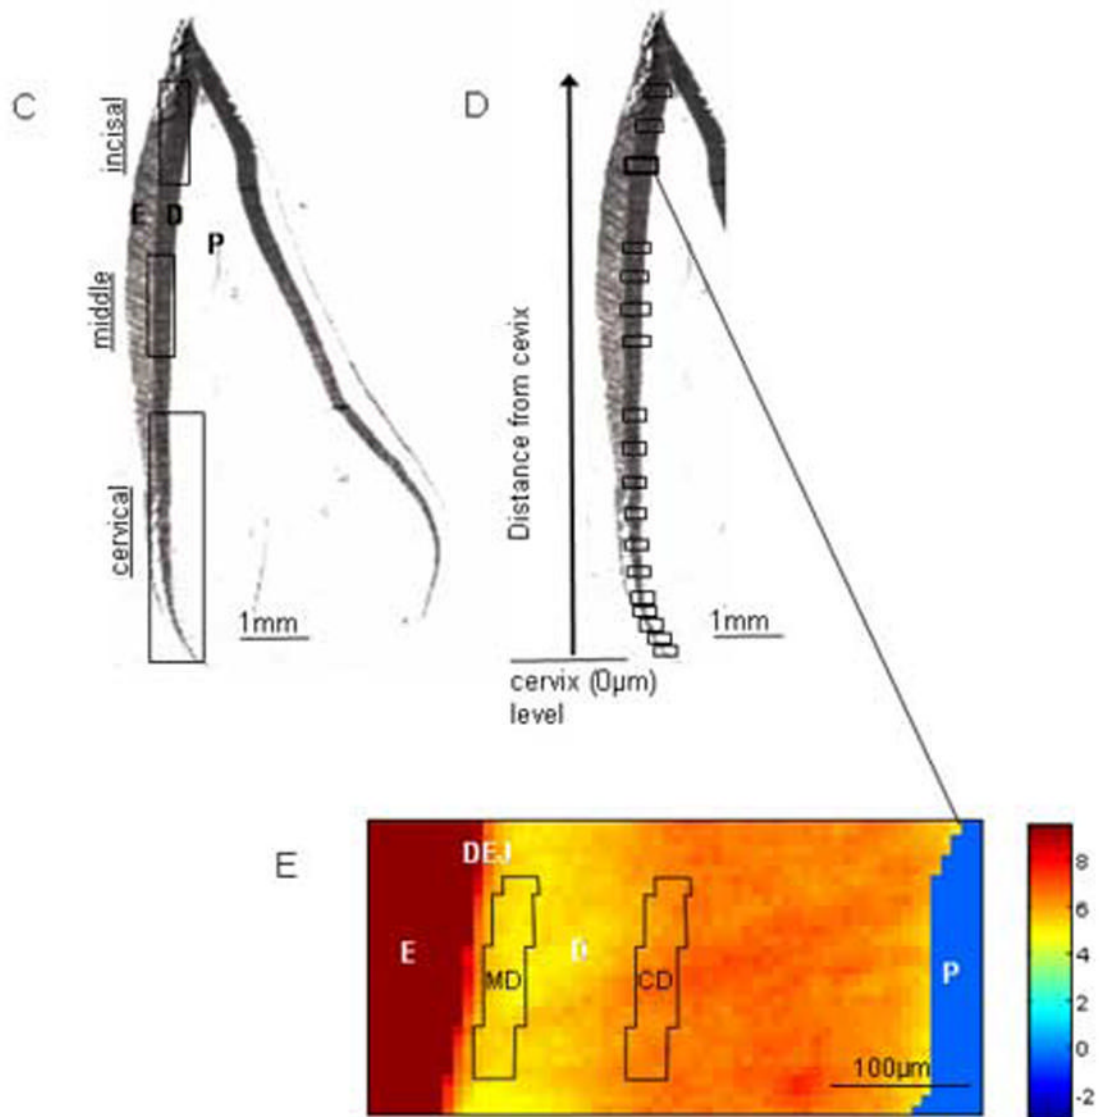 C
incisal
E D
P
middle
cervical
1mm
D
Distance from cevix
1mm
cervix (0µm)
level
E
DEJ
E
D
MD
CD
P
100µm
8
6
4
2
0
-2